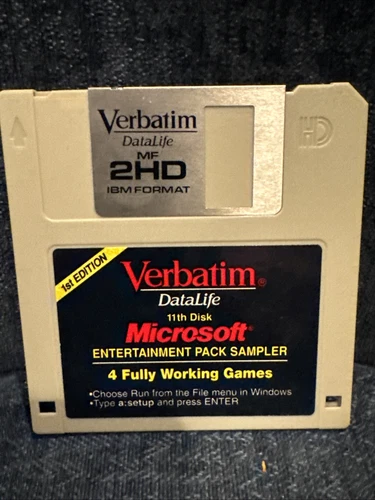 Verbatim
DataLife
MF
2HD
IBM FORMAT
HD
1st EDITION
Verbatim®
DataLife
11th Disk
Microsoft®
ENTERTAINMENT PACK SAMPLER
4 Fully Working Games
•Choose Run from the File menu in Windows
•Type a:setup and press ENTER